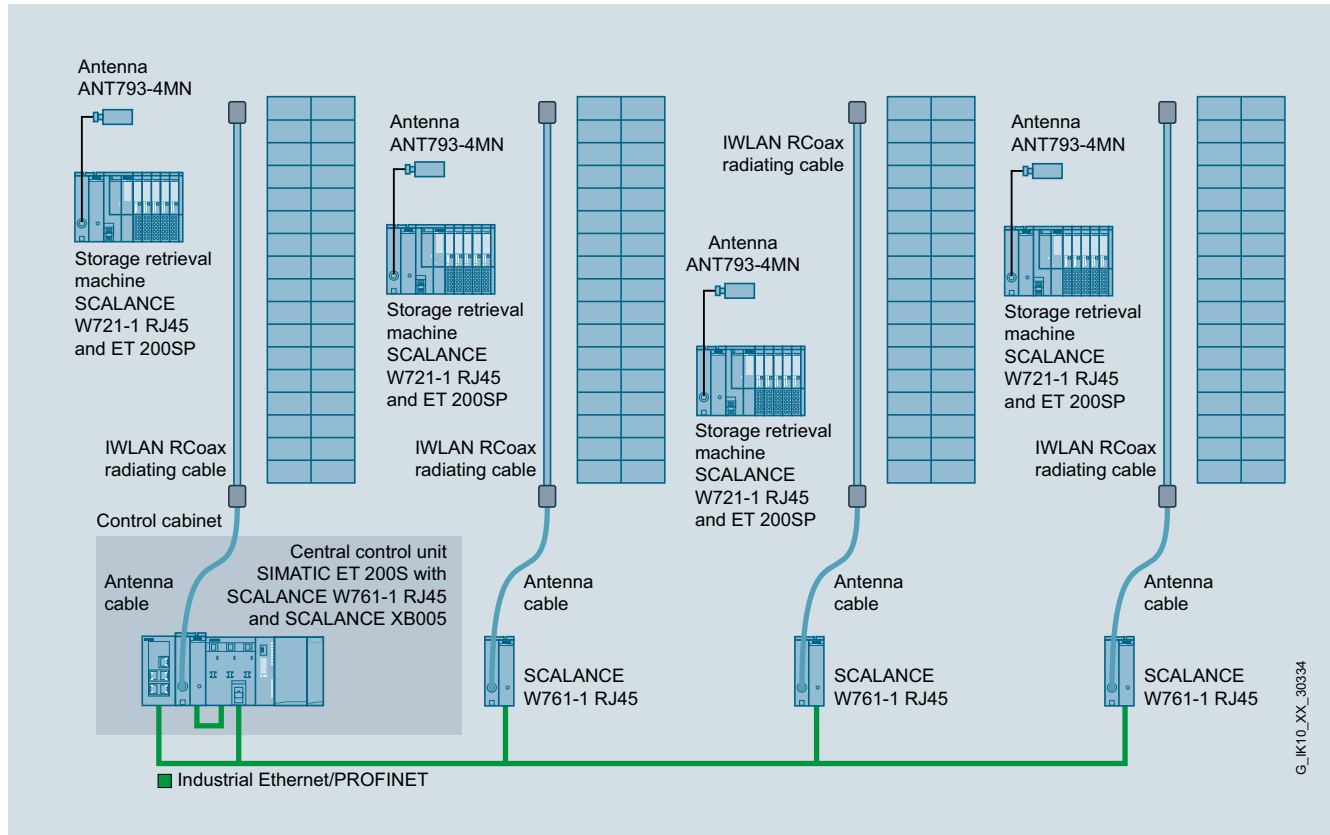 Antenna
ANT793-4MN
Storage retrieval
machine
SCALANCE
W721-1 RJ45
and ET 200SP
IWLAN RCoax
radiating cable
Antenna
ANT793-4MN
Storage retrieval
machine
SCALANCE
W721-1 RJ45
and ET 200SP
IWLAN RCoax
radiating cable
IWLAN RCoax
radiating cable
Antenna
ANT793-4MN
Storage retrieval
machine
SCALANCE
W721-1 RJ45
and ET 200SP
Antenna
ANT793-4MN
Storage retrieval
machine
SCALANCE
W721-1 RJ45
and ET 200SP
IWLAN RCoax
radiating cable
Control cabinet
Antenna
cable
Central control unit
SIMATIC ET 200S with
SCALANCE W761-1 RJ45
and SCALANCE XB005
Antenna
cable
SCALANCE
W761-1 RJ45
Antenna
cable
SCALANCE
W761-1 RJ45
Antenna
cable
SCALANCE
W761-1 RJ45
Industrial Ethernet/PROFINET
G_IK10_XX_30334